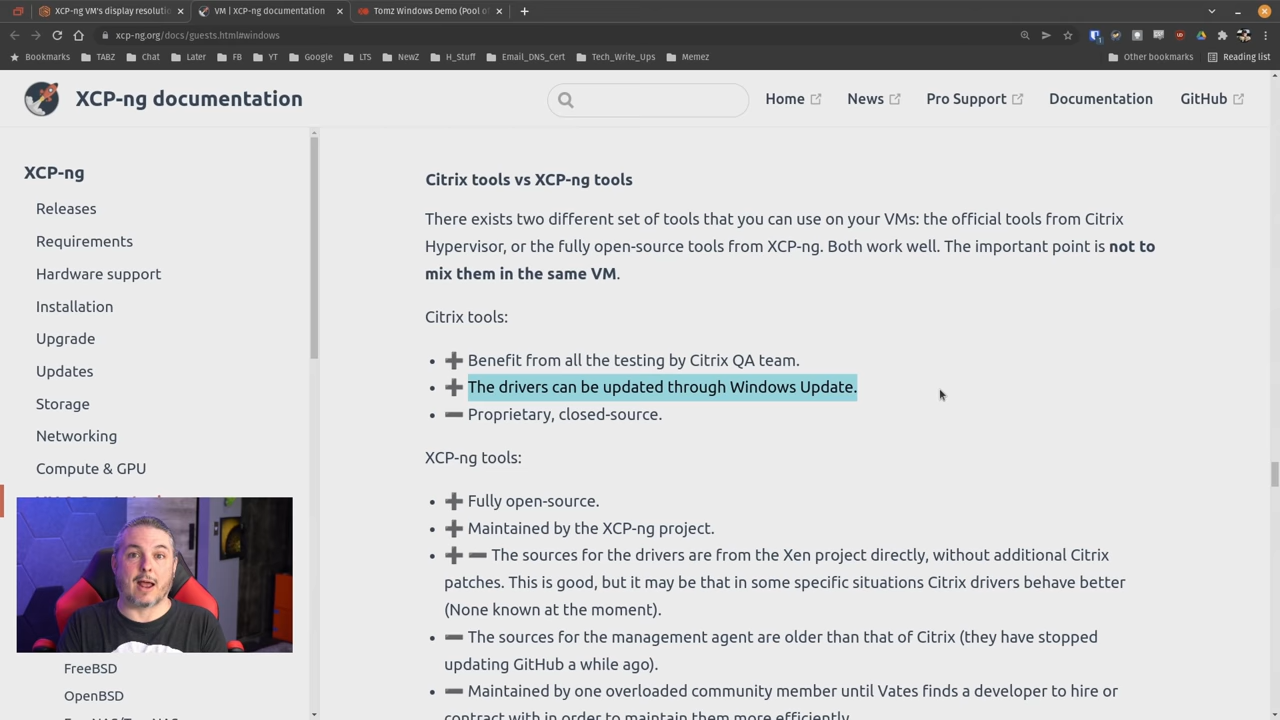 XCP-ng VM's display resolutio
VM | XCP-ng documentation
Tomz Windows Demo (Pool of
xcp-ng.org/docs/guests.html#windows
Bookmarks TABZ Chat Later FB YT Google LTS NewZ H_Stuff Email_DNS_Cert Tech_Write_Ups Memez Other bookmarks Reading list
XCP-ng documentation
Home News Pro Support Documentation GitHub
XCP-ng
Releases
Requirements
Hardware support
Installation
Upgrade
Updates
Storage
Networking
Compute & GPU
FreeBSD
OpenBSD
Citrix tools vs XCP-ng tools
There exists two different set of tools that you can use on your VMs: the official tools from Citrix
Hypervisor, or the fully open-source tools from XCP-ng. Both work well. The important point is not to
mix them in the same VM.
Citrix tools:
• ➕ Benefit from all the testing by Citrix QA team.
• ➕ The drivers can be updated through Windows Update.
• ➖ Proprietary, closed-source.
XCP-ng tools:
• ➕ Fully open-source.
• ➕ Maintained by the XCP-ng project.
• ➕ ➖ The sources for the drivers are from the Xen project directly, without additional Citrix
patches. This is good, but it may be that in some specific situations Citrix drivers behave better
(None known at the moment).
• ➖ The sources for the management agent are older than that of Citrix (they have stopped
updating GitHub a while ago).
• ➖ Maintained by one overloaded community member until Vates finds a developer to hire or
contract with in order to maintain them more efficiently.